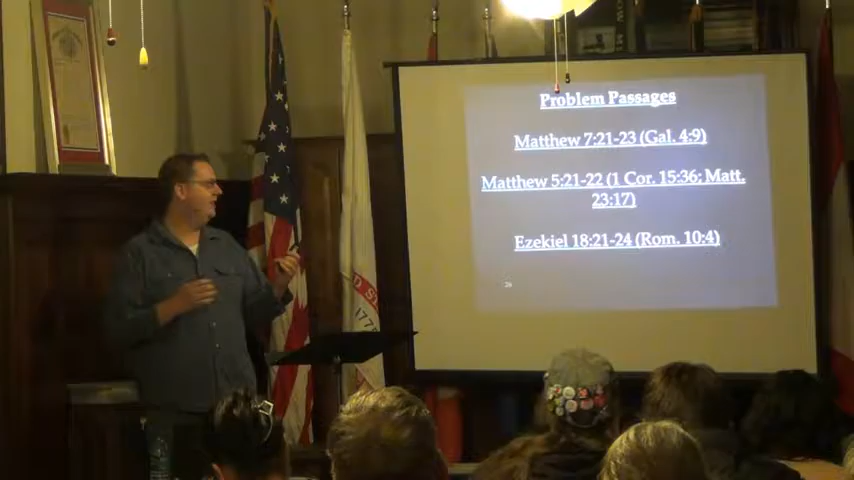 Problem Passages
Matthew 7:21-23 (Gal. 4:9)
Matthew 5:21-22 (1 Cor. 15:36; Matt.
23:17)
Ezekiel 18:21-24 (Rom. 10:4)